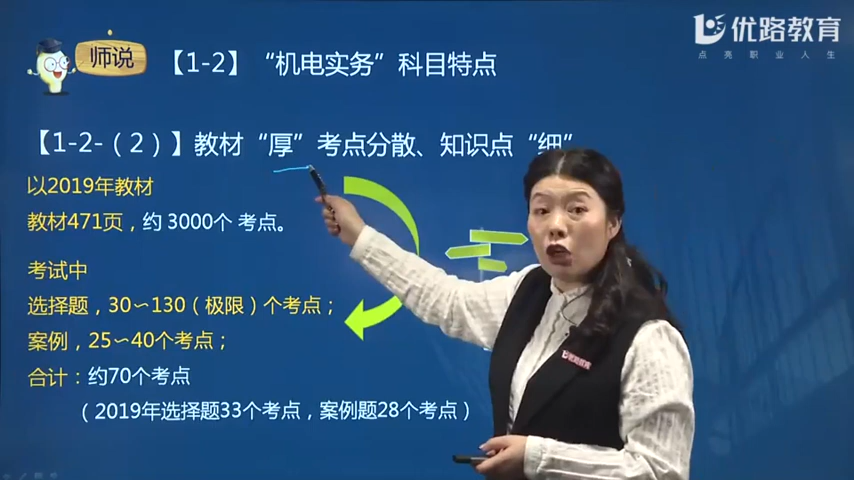 师说
【1-2】“机电实务”科目特点
优路教育
点亮职业人生
【1-2-（2）】教材“厚”考点分散、知识点“细”
以2019年教材
教材471页，约 3000个 考点。
考试中
选择题，30～130（极限）个考点；
案例，25～40个考点；
合计：约70个考点
（2019年选择题33个考点，案例题28个考点）
优路教育